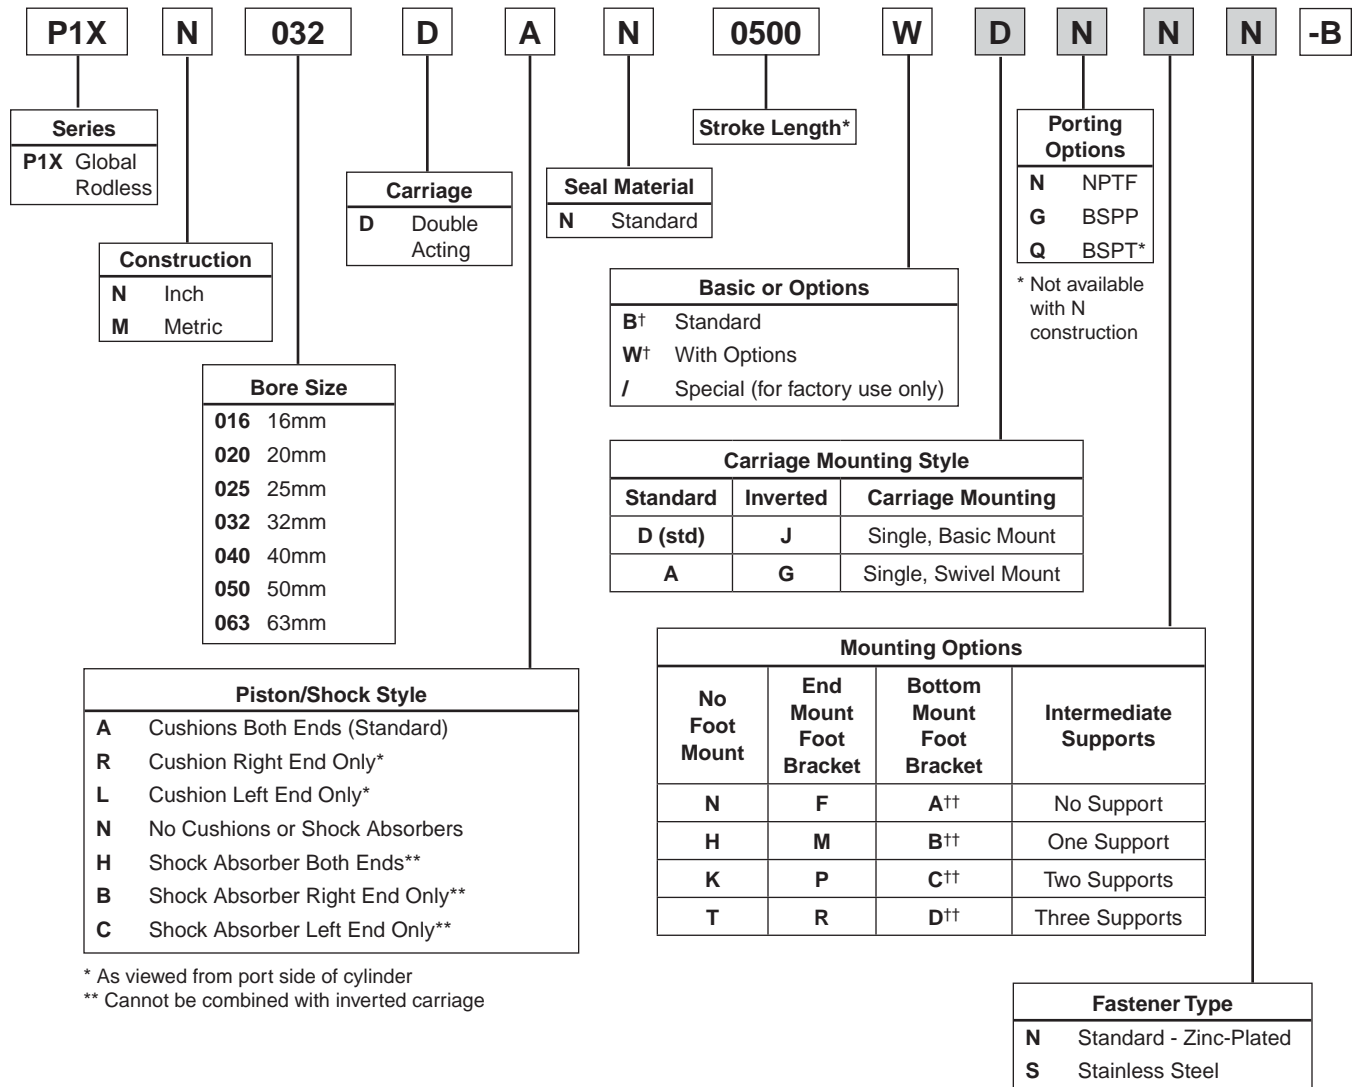 P1X N 032 D A N 0500 W D N N N -B
Series
P1X Global
Rodless
Construction
N Inch
M Metric
Bore Size
016 16mm
020 20mm
025 25mm
032 32mm
040 40mm
050 50mm
063 63mm
Carriage
D Double
Acting
Piston/Shock Style
A Cushions Both Ends (Standard)
R Cushion Right End Only*
L Cushion Left End Only*
N No Cushions or Shock Absorbers
H Shock Absorber Both Ends**
B Shock Absorber Right End Only**
C Shock Absorber Left End Only**
* As viewed from port side of cylinder
** Cannot be combined with inverted carriage
Seal Material
N Standard
Stroke Length*
Basic or Options
B† Standard
W† With Options
/ Special (for factory use only)
Carriage Mounting Style
Standard Inverted Carriage Mounting
D (std) J Single, Basic Mount
A G Single, Swivel Mount
Porting
Options
N NPTF
G BSPP
Q BSPT*
* Not available
with N
construction
Mounting Options
No
Foot
Mount
End
Mount
Foot
Bracket
Bottom
Mount
Foot
Bracket
Intermediate
Supports
N F A†† No Support
H M B†† One Support
K P C†† Two Supports
T R D†† Three Supports
Fastener Type
N Standard - Zinc-Plated
S Stainless Steel